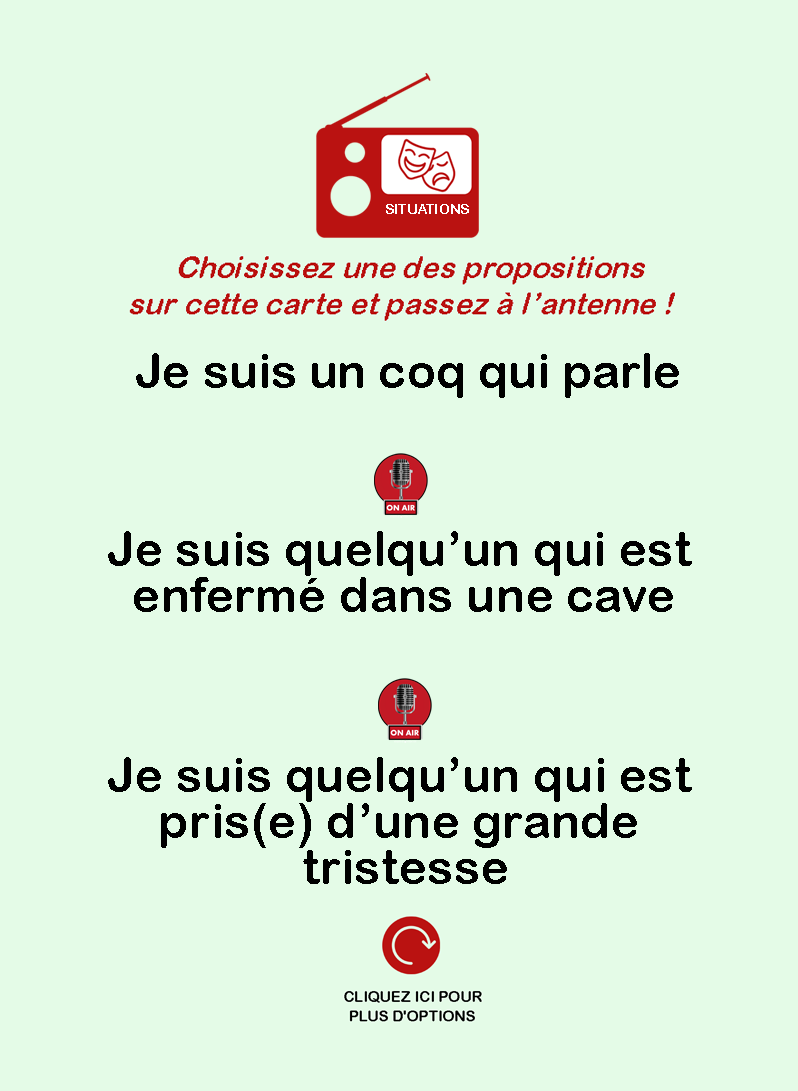 SITUATIONS
Choisissez une des propositions
sur cette carte et passez à l’antenne !
Je suis un coq qui parle
ON AIR
Je suis quelqu’un qui est
enfermé dans une cave
ON AIR
Je suis quelqu’un qui est
pris(e) d’une grande
tristesse
CLIQUEZ ICI POUR
PLUS D'OPTIONS